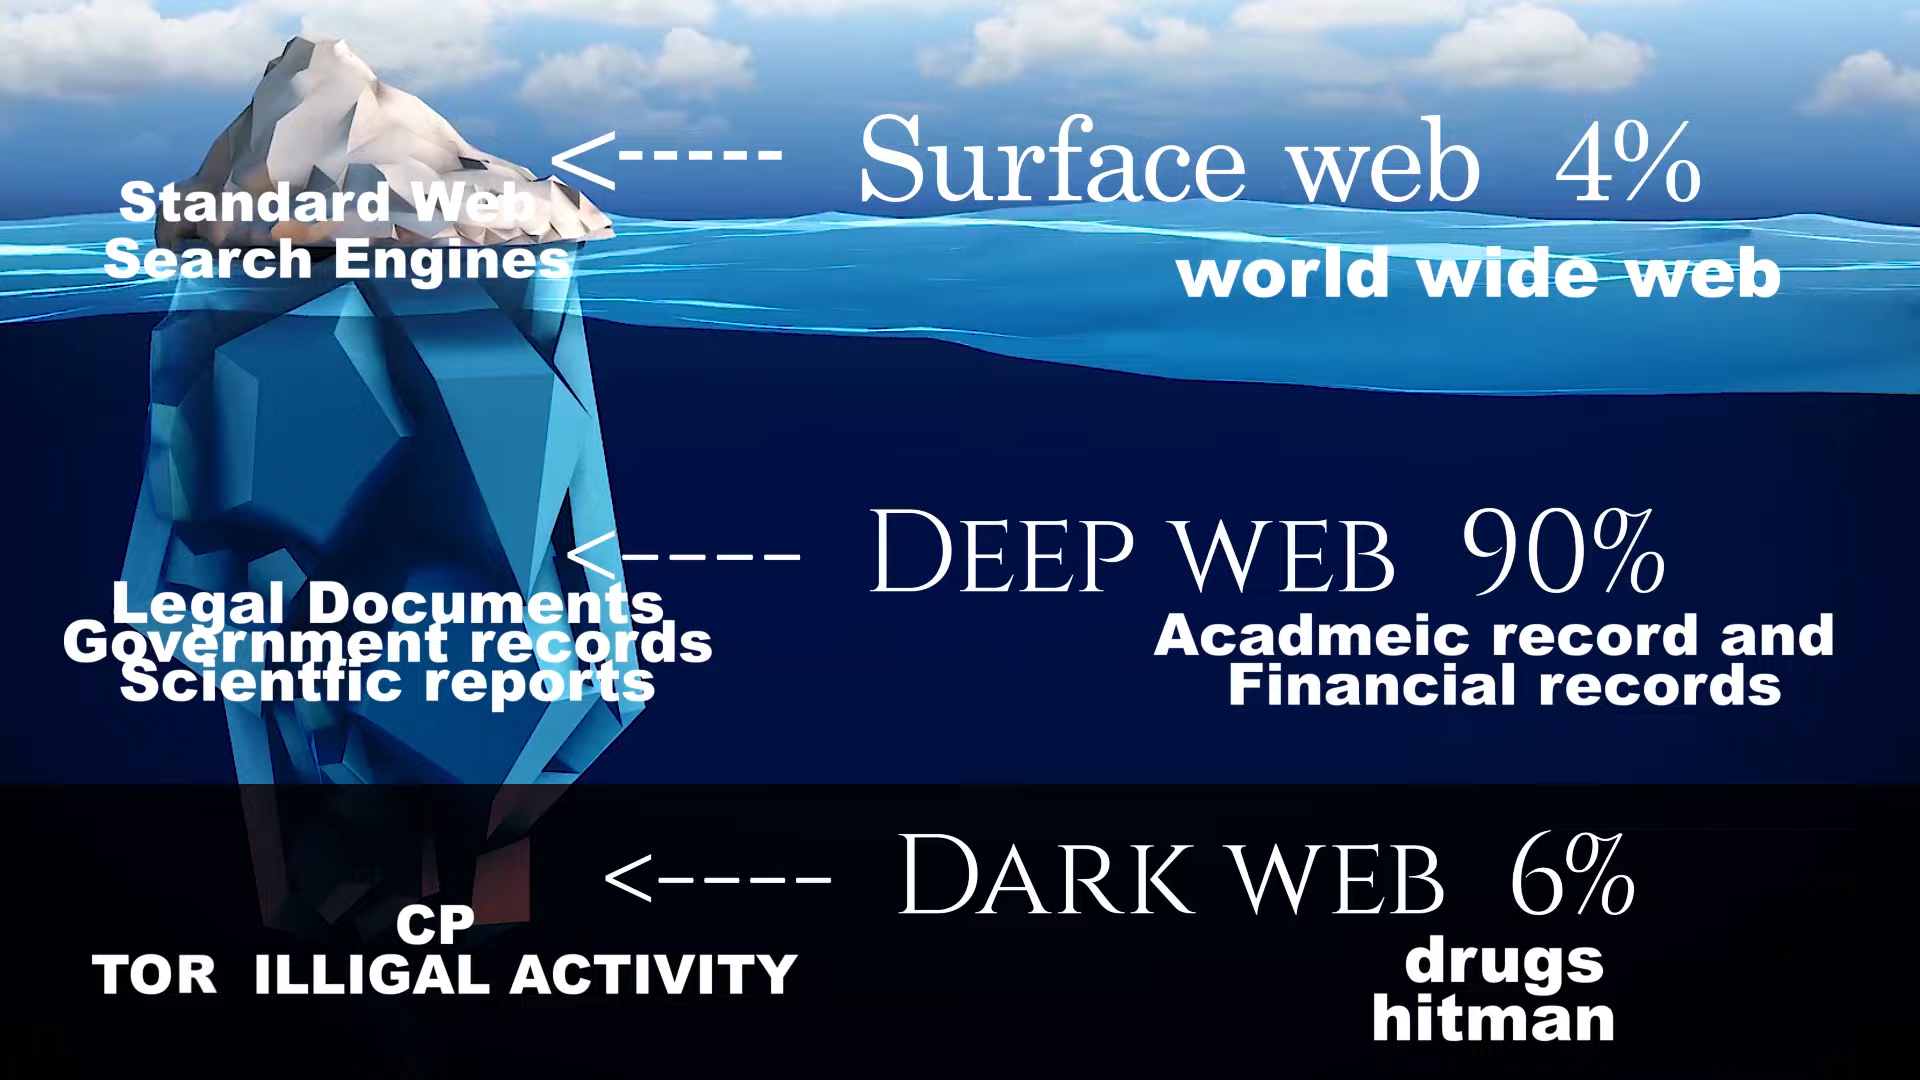 <----- Surface web 4%
Standard Web
Search Engines
world wide web
<---- DEEP WEB 90%
Legal Documents
Government records
Scientfic reports
Acadmeic record and
Financial records
<---- DARK WEB 6%
CP
TOR ILLIGAL ACTIVITY
drugs
hitman